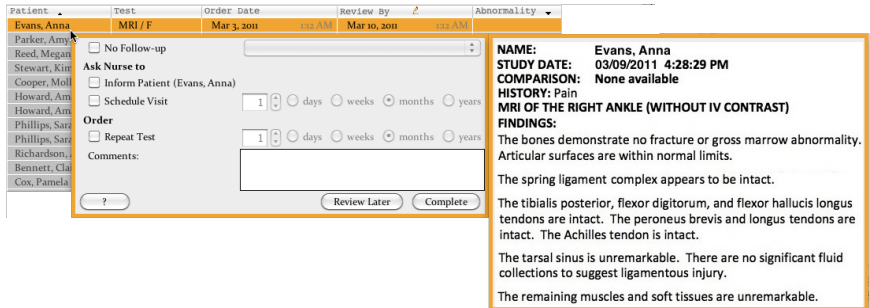 Patient Test Order Date Review By Abnormality
Evans, Anna MRI / F Mar 3, 2011 1:12 AM Mar 10, 2011 1:12 AM
Parker, Amy
Reed, Megan
Stewart, Kim
Cooper, Moll
Howard, Am
Howard, Am
Phillips, Sara
Phillips, Sara
Richardson,
Bennett, Clai
Cox, Pamela
No Follow-up
Ask Nurse to
Inform Patient (Evans, Anna)
Schedule Visit 1 days weeks months years
Order
Repeat Test 1 days weeks months years
Comments:
? Review Later Complete
NAME: Evans, Anna
STUDY DATE: 03/09/2011 4:28:29 PM
COMPARISON: None available
HISTORY: Pain
MRI OF THE RIGHT ANKLE (WITHOUT IV CONTRAST)
FINDINGS:
The bones demonstrate no fracture or gross marrow abnormality.
Articular surfaces are within normal limits.
The spring ligament complex appears to be intact.
The tibialis posterior, flexor digitorum, and flexor hallucis longus
tendons are intact. The peroneus brevis and longus tendons are
intact. The Achilles tendon is intact.
The tarsal sinus is unremarkable. There are no significant fluid
collections to suggest ligamentous injury.
The remaining muscles and soft tissues are unremarkable.